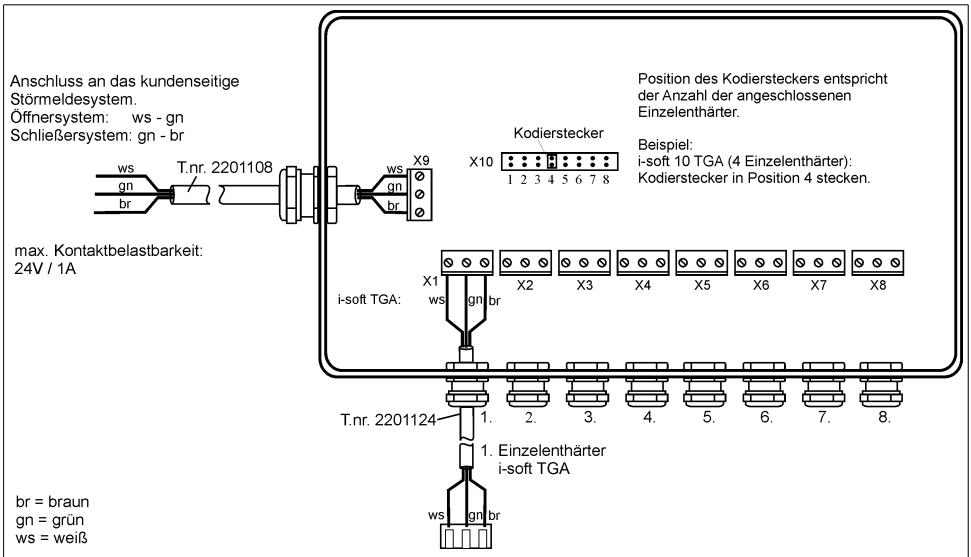 Anschluss an das kundenseitige
Störmeldesystem.
Öffnersystem: ws - gn
Schließersystem: gn - br
Position des Kodiersteckers entspricht
der Anzahl der angeschlossenen
Einzelenthärter.
Beispiel:
i-soft 10 TGA (4 Einzelenthärter):
Kodierstecker in Position 4 stecken.
Kodierstecker
X10
1 2 3 4 5 6 7 8
ws
gn
br
T.nr. 2201108
ws
gn
br
X9
max. Kontaktbelastbarkeit:
24V / 1A
X1 X2 X3 X4 X5 X6 X7 X8
i-soft TGA: ws gn br
T.nr. 2201124
1. 2. 3. 4. 5. 6. 7. 8.
1. Einzelenthärter
i-soft TGA
ws gn br
br = braun
gn = grün
ws = weiß